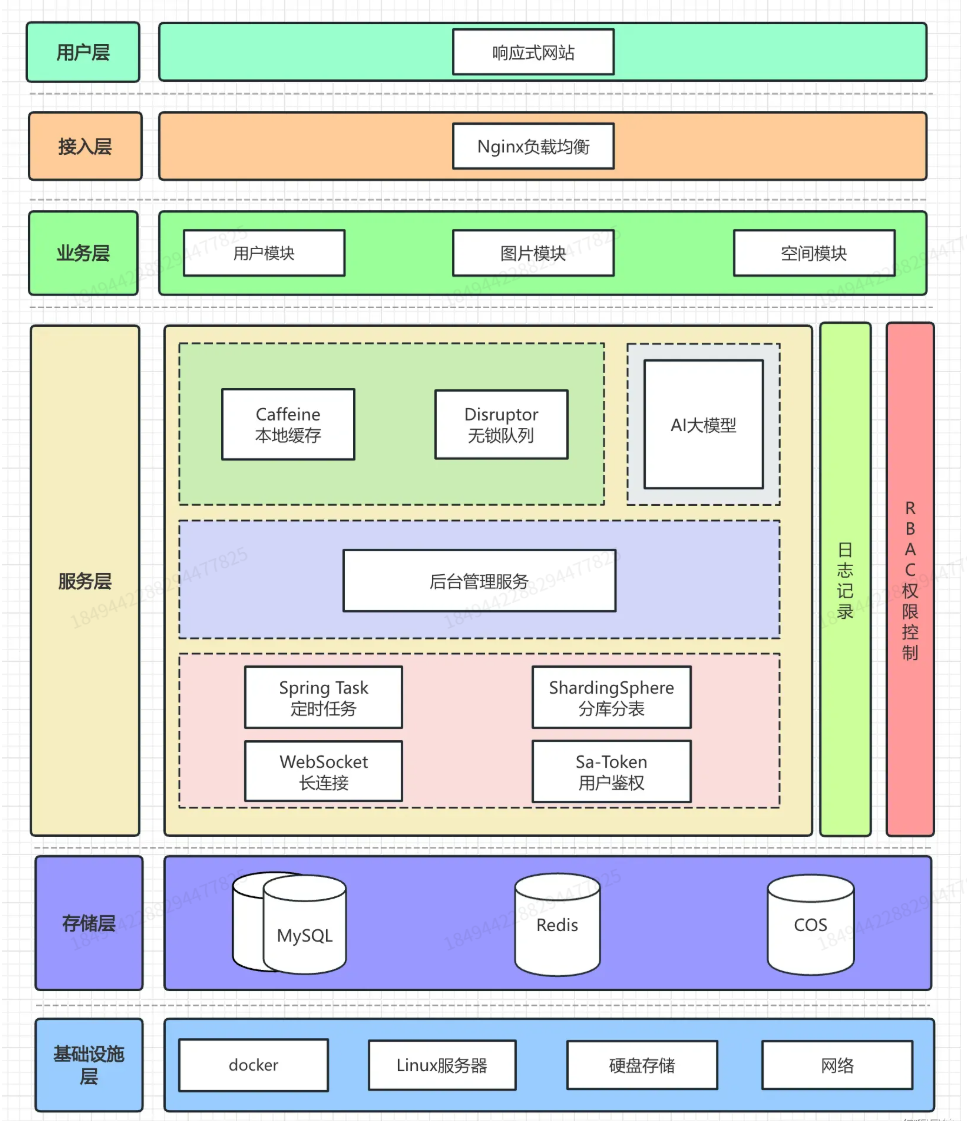 用户层
响应式网站
接入层
Nginx负载均衡
业务层
用户模块
图片模块
空间模块
服务层
Caffeine
本地缓存
Disruptor
无锁队列
AI大模型
后台管理服务
Spring Task
定时任务
ShardingSphere
分库分表
WebSocket
长连接
Sa-Token
用户鉴权
日志记录
RBAC权限控制
存储层
MySQL
Redis
COS
基础设施
层
docker
Linux服务器
硬盘存储
网络
1849442288294477825